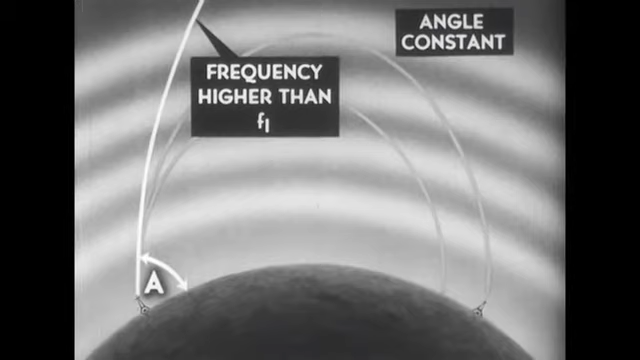 ANGLE
CONSTANT
FREQUENCY
HIGHER THAN
f1
A